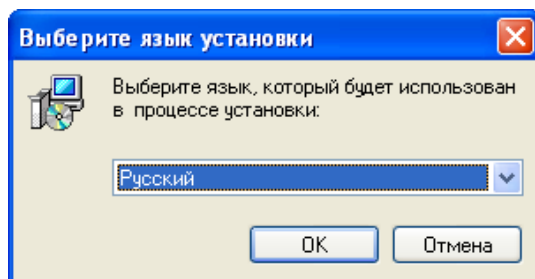 Выберите язык установки
Выберите язык, который будет использован
в процессе установки:
Русский
OK
Отмена